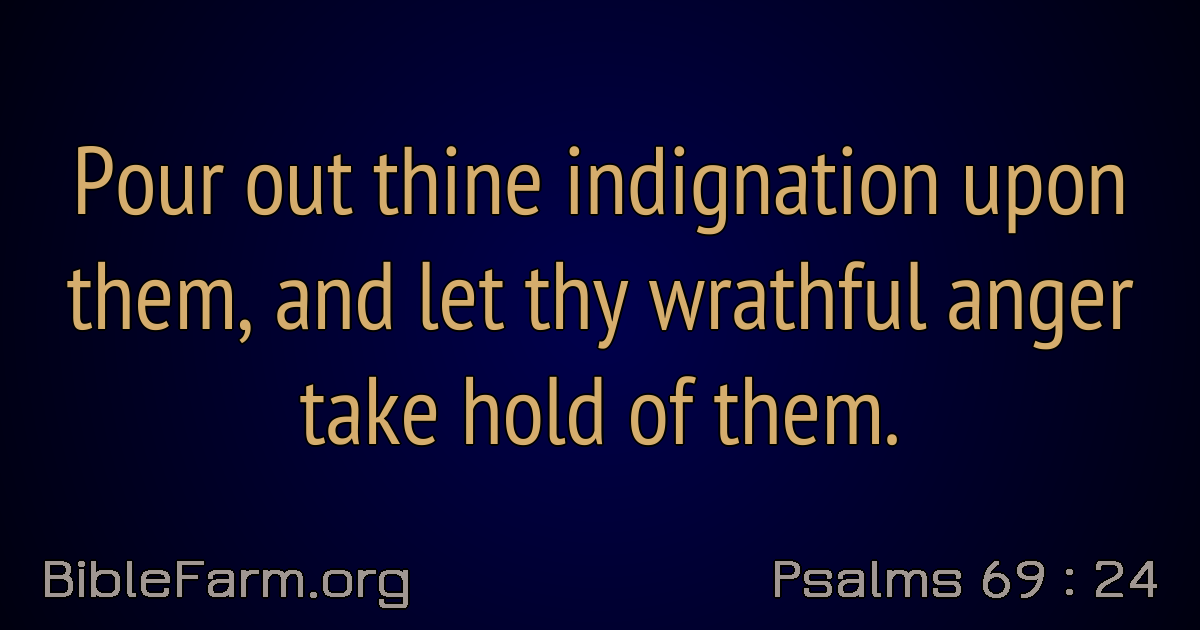 Pour out thine indignation upon
them, and let thy wrathful anger
take hold of them.
BibleFarm.org
Psalms 69 : 24